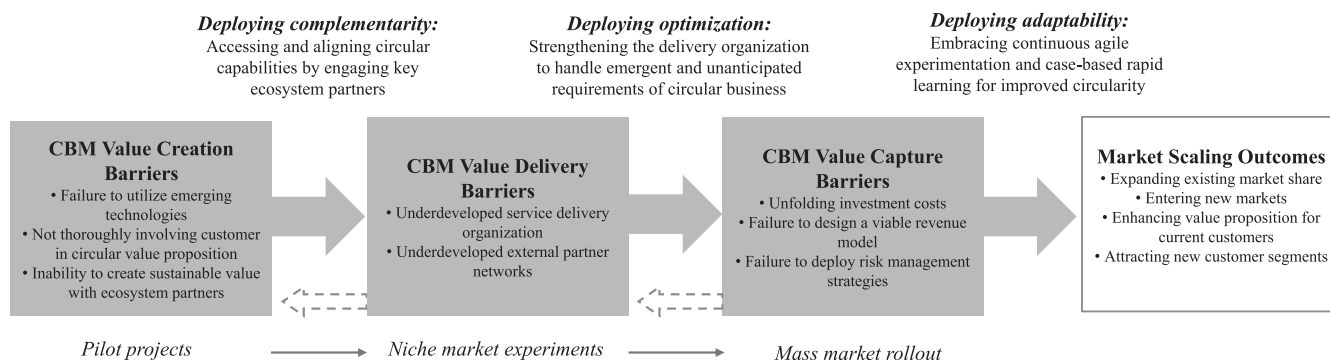 Deploying complementarity:
Accessing and aligning circular
capabilities by engaging key
ecosystem partners
Deploying optimization:
Strengthening the delivery organization
to handle emergent and unanticipated
requirements of circular business
Deploying adaptability:
Embracing continuous agile
experimentation and case-based rapid
learning for improved circularity
CBM Value Creation
Barriers
• Failure to utilize emerging
technologies
• Not thoroughly involving customer
in circular value proposition
• Inability to create sustainable value
with ecosystem partners
CBM Value Delivery
Barriers
• Underdeveloped service delivery
organization
• Underdeveloped external partner
networks
CBM Value Capture
Barriers
• Unfolding investment costs
• Failure to design a viable revenue
model
• Failure to deploy risk management
strategies
Market Scaling Outcomes
• Expanding existing market share
• Entering new markets
• Enhancing value proposition for
current customers
• Attracting new customer segments
Pilot projects
Niche market experiments
Mass market rollout